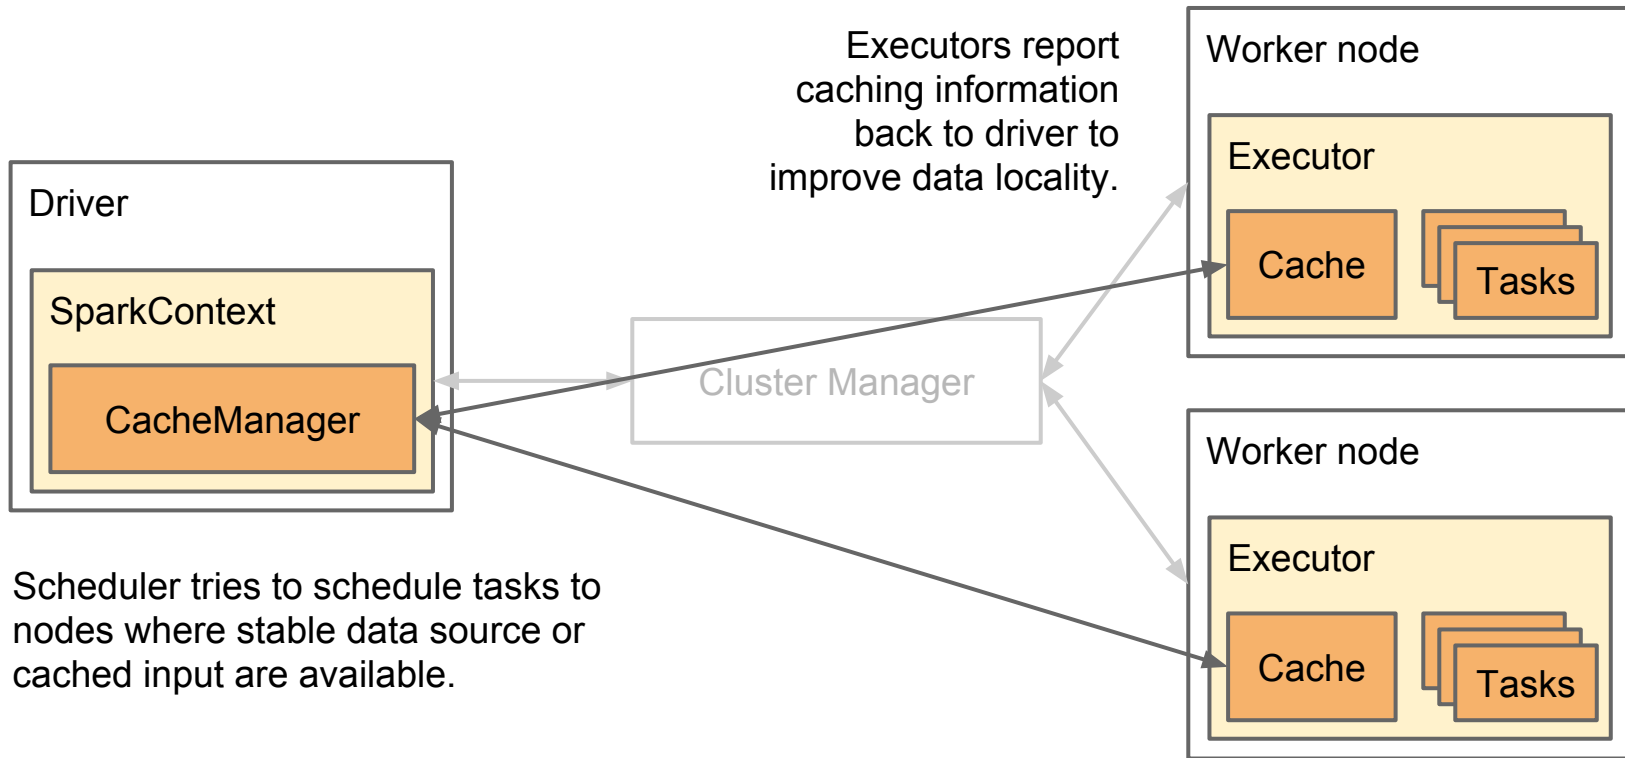 Executors report
caching information
back to driver to
improve data locality.
Driver
SparkContext
CacheManager
Cluster Manager
Worker node
Executor
Cache
Tasks
Worker node
Executor
Cache
Tasks
Scheduler tries to schedule tasks to
nodes where stable data source or
cached input are available.